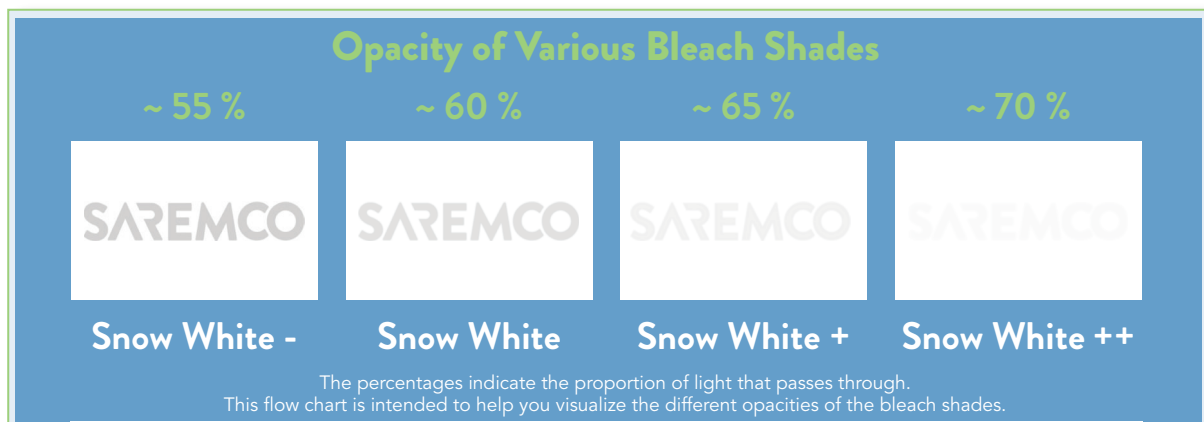 Opacity of Various Bleach Shades
~ 55 % ~ 60 % ~ 65 % ~ 70 %
SAREMCO SAREMCO SAREMCO SAREMCO
Snow White - Snow White Snow White + Snow White ++
The percentages indicate the proportion of light that passes through.
This flow chart is intended to help you visualize the different opacities of the bleach shades.